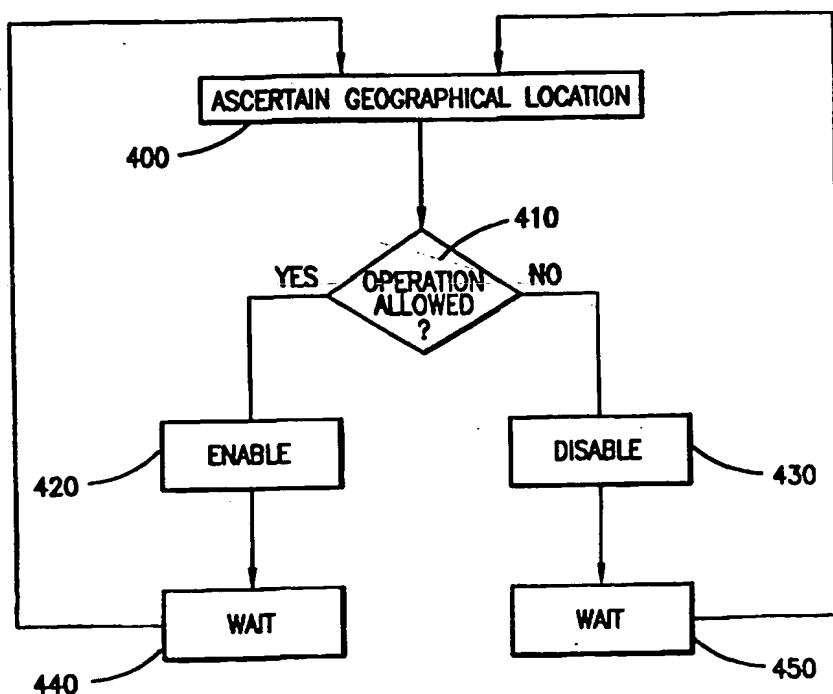 ASCERTAIN GEOGRAPHICAL LOCATION
400
410
YES
OPERATION
ALLOWED
?
NO
ENABLE
420
DISABLE
430
WAIT
440
WAIT
450